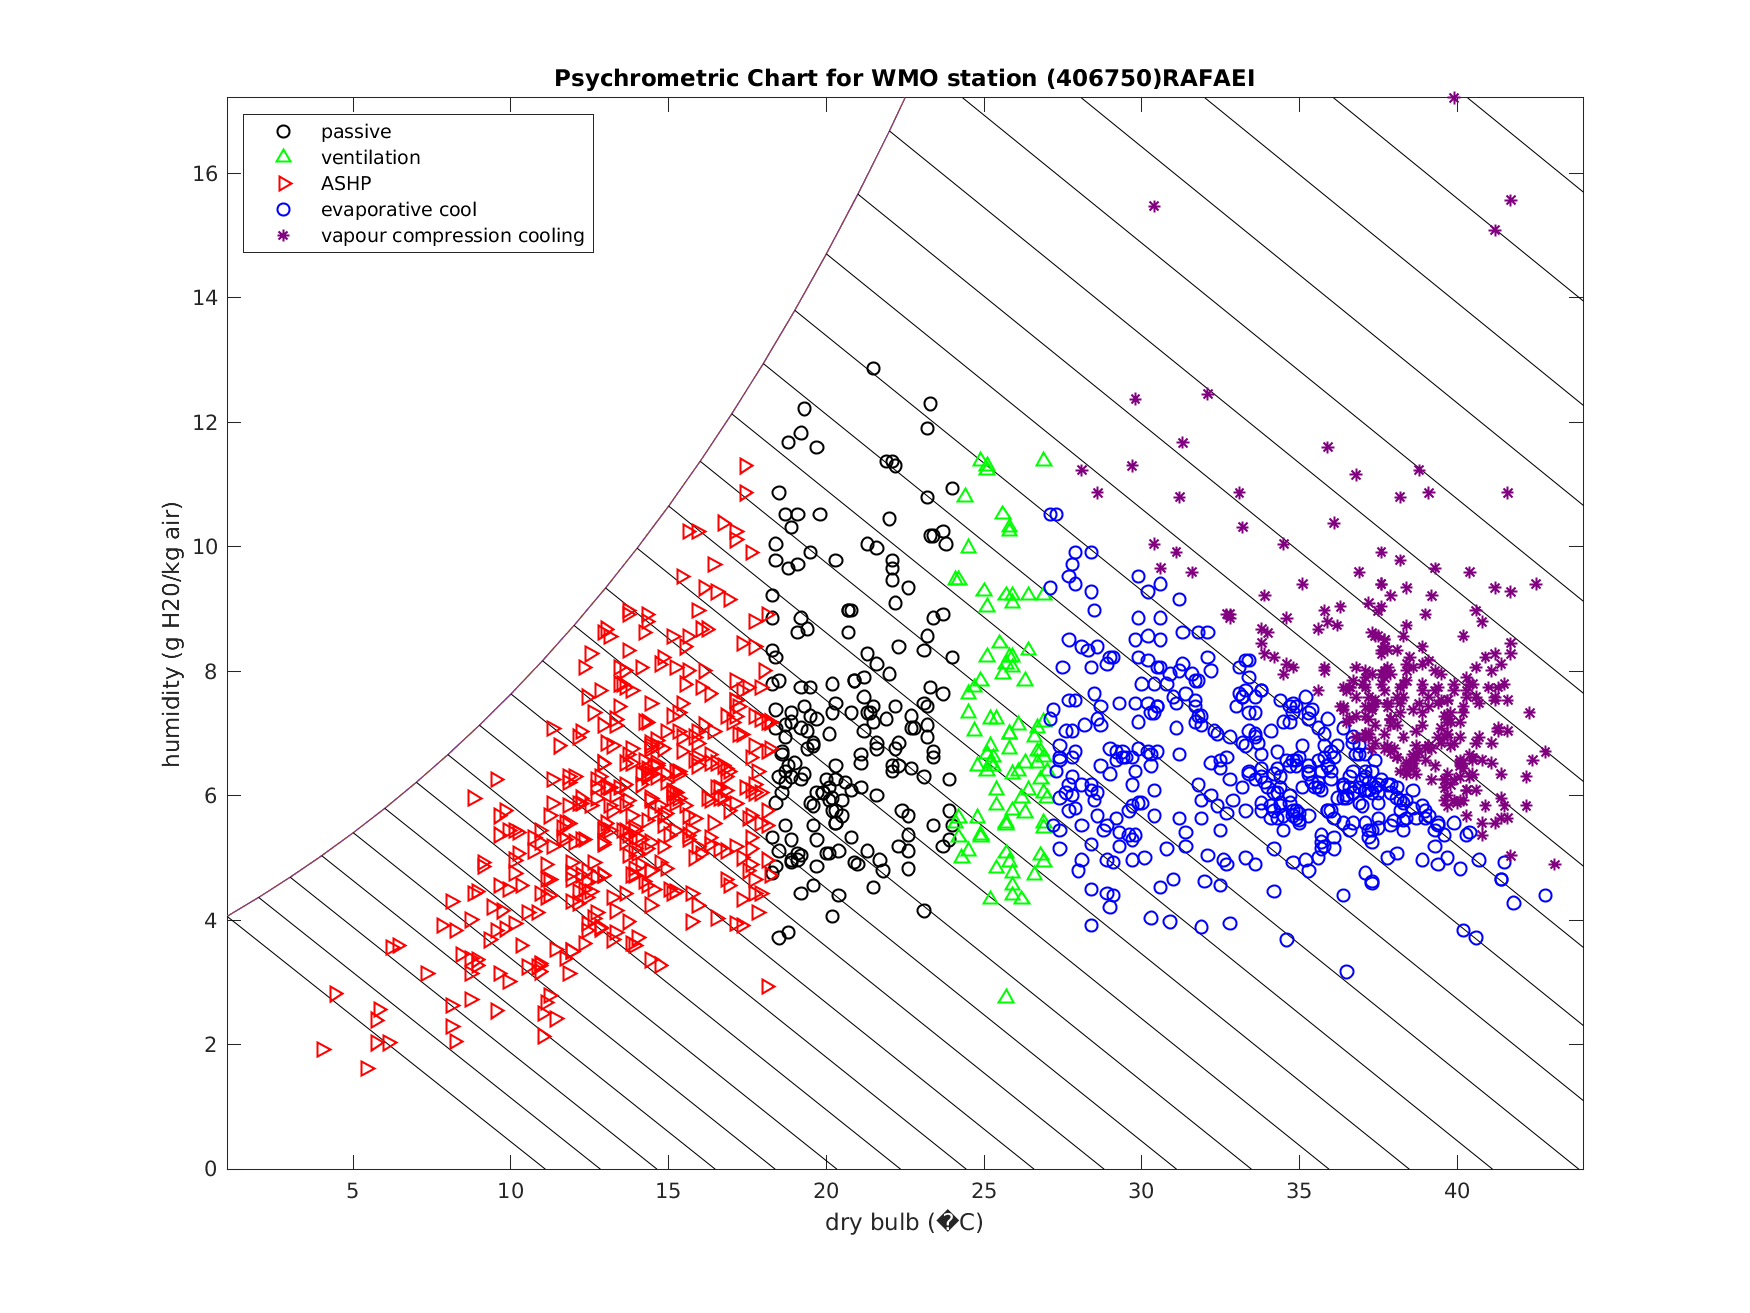 Psychrometric Chart for WMO station (406750)RAFAEI
passive
ventilation
ASHP
evaporative cool
vapour compression cooling
humidity (g H20/kg air)
16
14
12
10
8
6
4
2
0
5 10 15 20 25 30 35 40
dry bulb (�C)